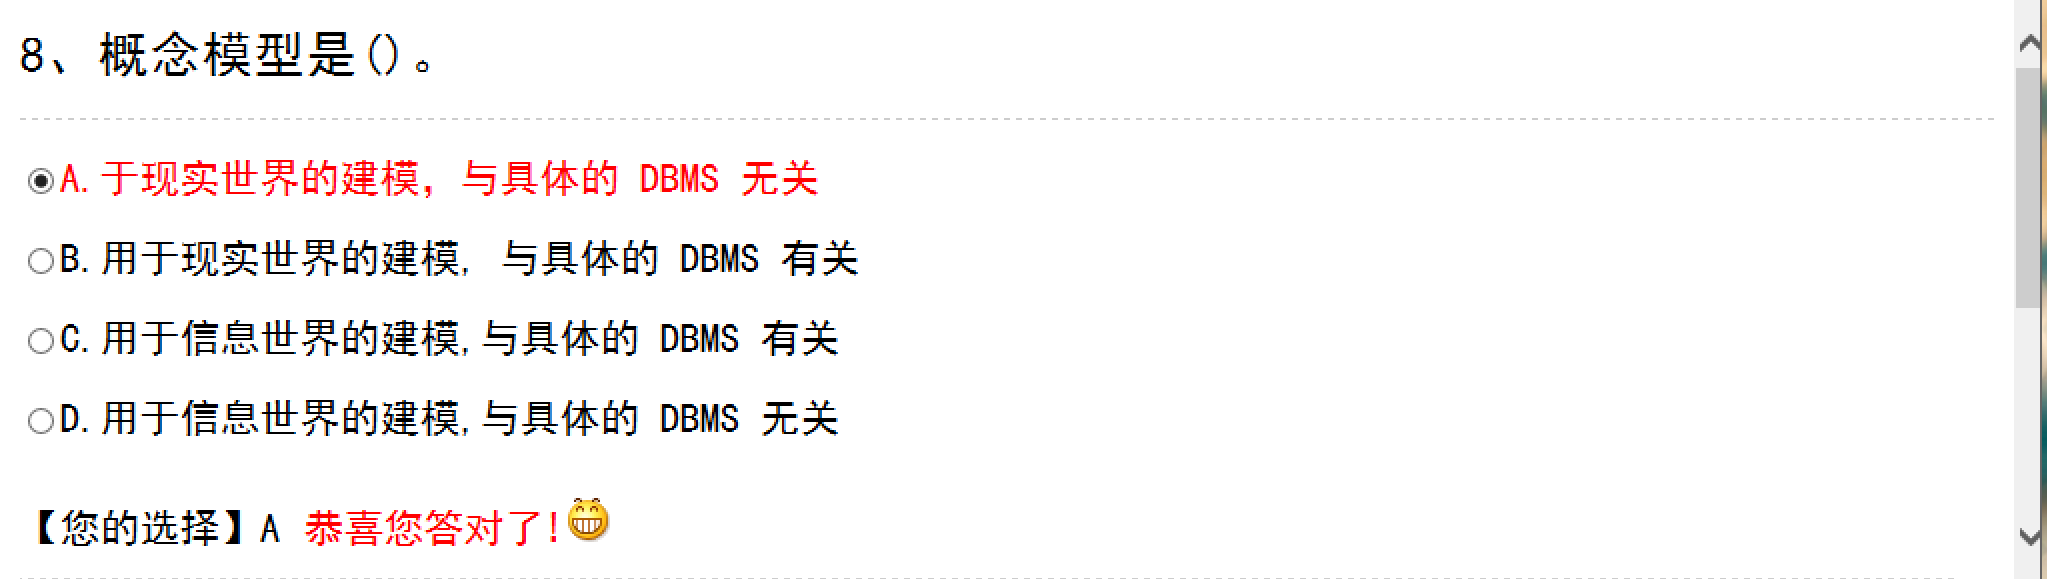 8、概念模型是()。
A.于现实世界的建模，与具体的 DBMS 无关
B.用于现实世界的建模, 与具体的 DBMS 有关
C.用于信息世界的建模,与具体的 DBMS 有关
D.用于信息世界的建模,与具体的 DBMS 无关
【您的选择】A 恭喜您答对了!